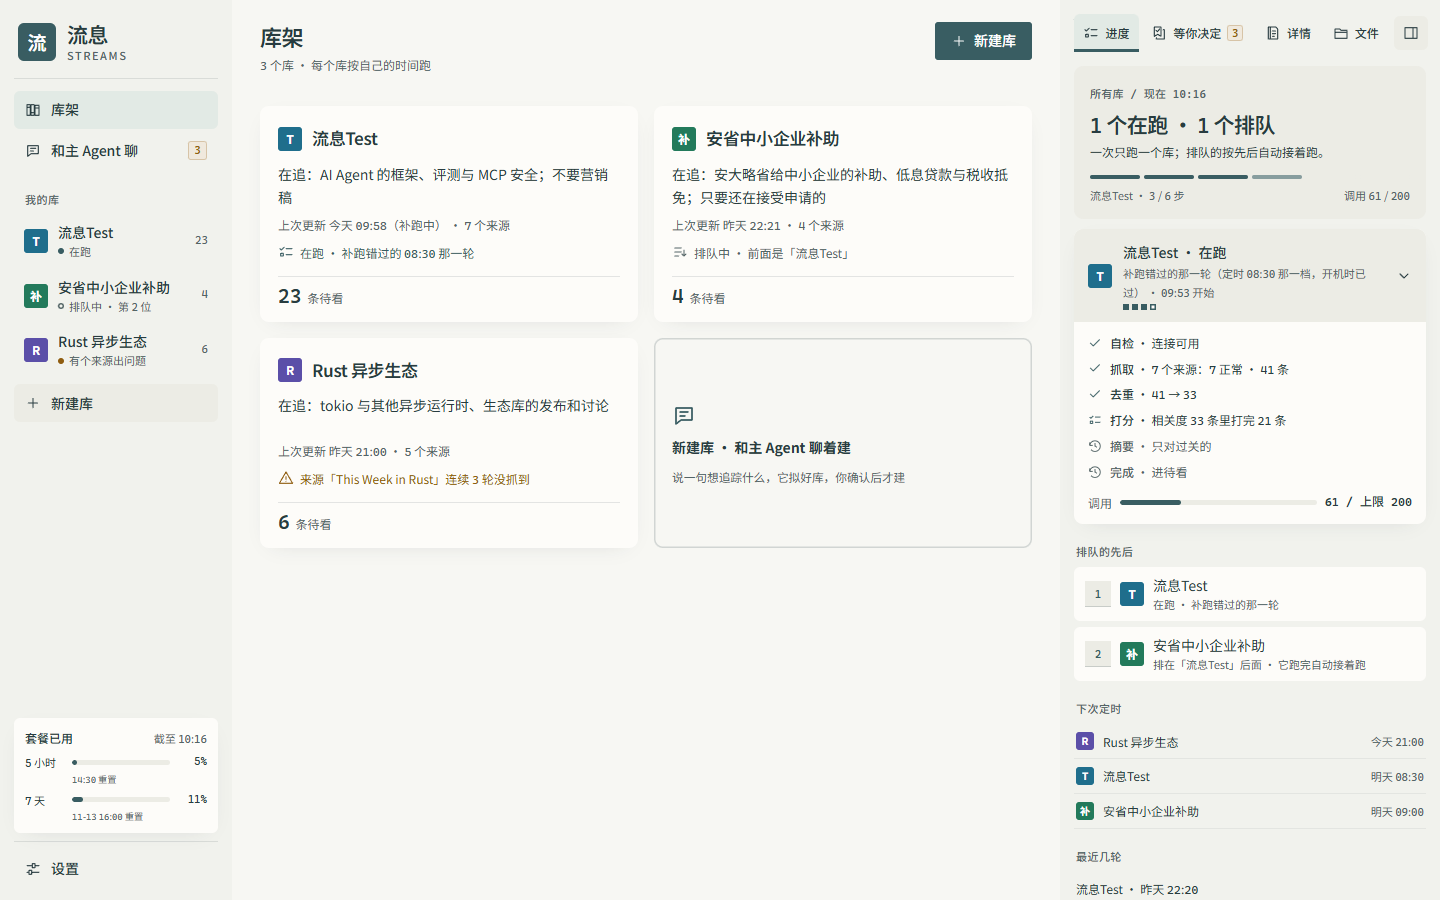 流
流息
STREAMS
库架
和主 Agent 聊
3
我的库
T
流息Test
在跑
23
补
安省中小企业补助
排队中 · 第 2 位
4
R
Rust 异步生态
有个来源出问题
6
新建库
套餐已用
截至 10:16
5 小时
5%
14:30 重置
7 天
11%
11-13 16:00 重置
设置
库架
3 个库 · 每个库按自己的时间跑
新建库
T
流息Test
在追：AI Agent 的框架、评测与 MCP 安全；不要营销
稿
上次更新 今天 09:58（补跑中） · 7 个来源
在跑 · 补跑错过的 08:30 那一轮
23 条待看
补
安省中小企业补助
在追：安大略省给中小企业的补助、低息贷款与税收抵
免；只要还在接受申请的
上次更新 昨天 22:21 · 4 个来源
排队中 · 前面是「流息Test」
4 条待看
R
Rust 异步生态
在追：tokio 与其他异步运行时、生态库的发布和讨论
上次更新 昨天 21:00 · 5 个来源
来源「This Week in Rust」连续 3 轮没抓到
6 条待看
新建库 · 和主 Agent 聊着建
说一句想追踪什么，它拟好库，你确认后才建
进度
等你决定
3
详情
文件
所有库 / 现在 10:16
1 个在跑 · 1 个排队
一次只跑一个库；排队的按先后自动接着跑。
流息Test · 3 / 6 步
调用 61 / 200
T
流息Test · 在跑
补跑错过的那一轮（定时 08:30 那一档，开机时已
过） · 09:53 开始
自检 · 连接可用
抓取 · 7 个来源：7 正常 · 41 条
去重 · 41 → 33
打分 · 相关度 33 条里打完 21 条
摘要 · 只对过关的
完成 · 进待看
调用
61 / 上限 200
排队的先后
1
T
流息Test
在跑 · 补跑错过的那一轮
2
补
安省中小企业补助
排在「流息Test」后面 · 它跑完自动接着跑
下次定时
R
Rust 异步生态
今天 21:00
T
流息Test
明天 08:30
补
安省中小企业补助
明天 09:00
最近几轮
流息Test · 昨天 22:20